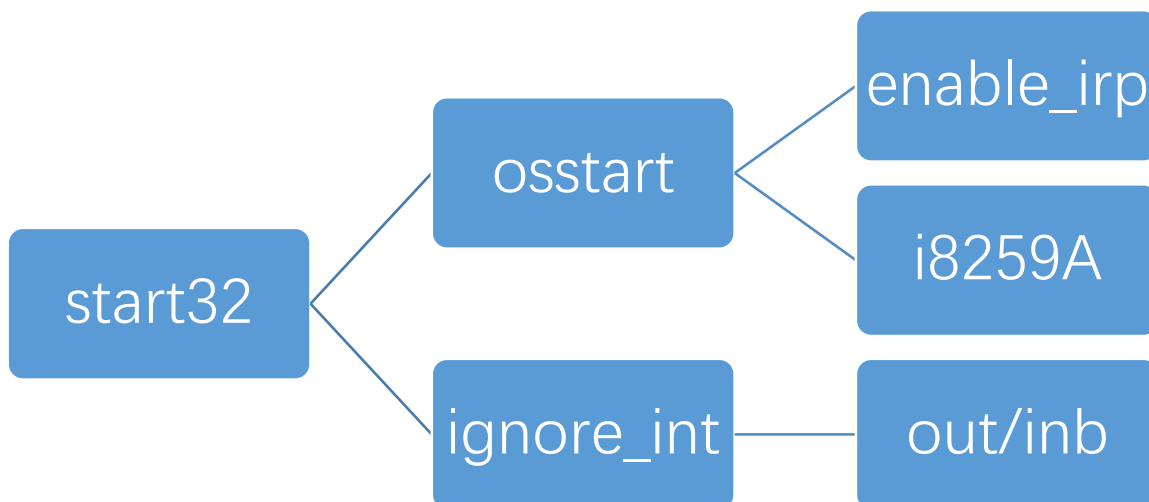 start32
osstart
ignore_int
enable_irp
i8259A
out/inb